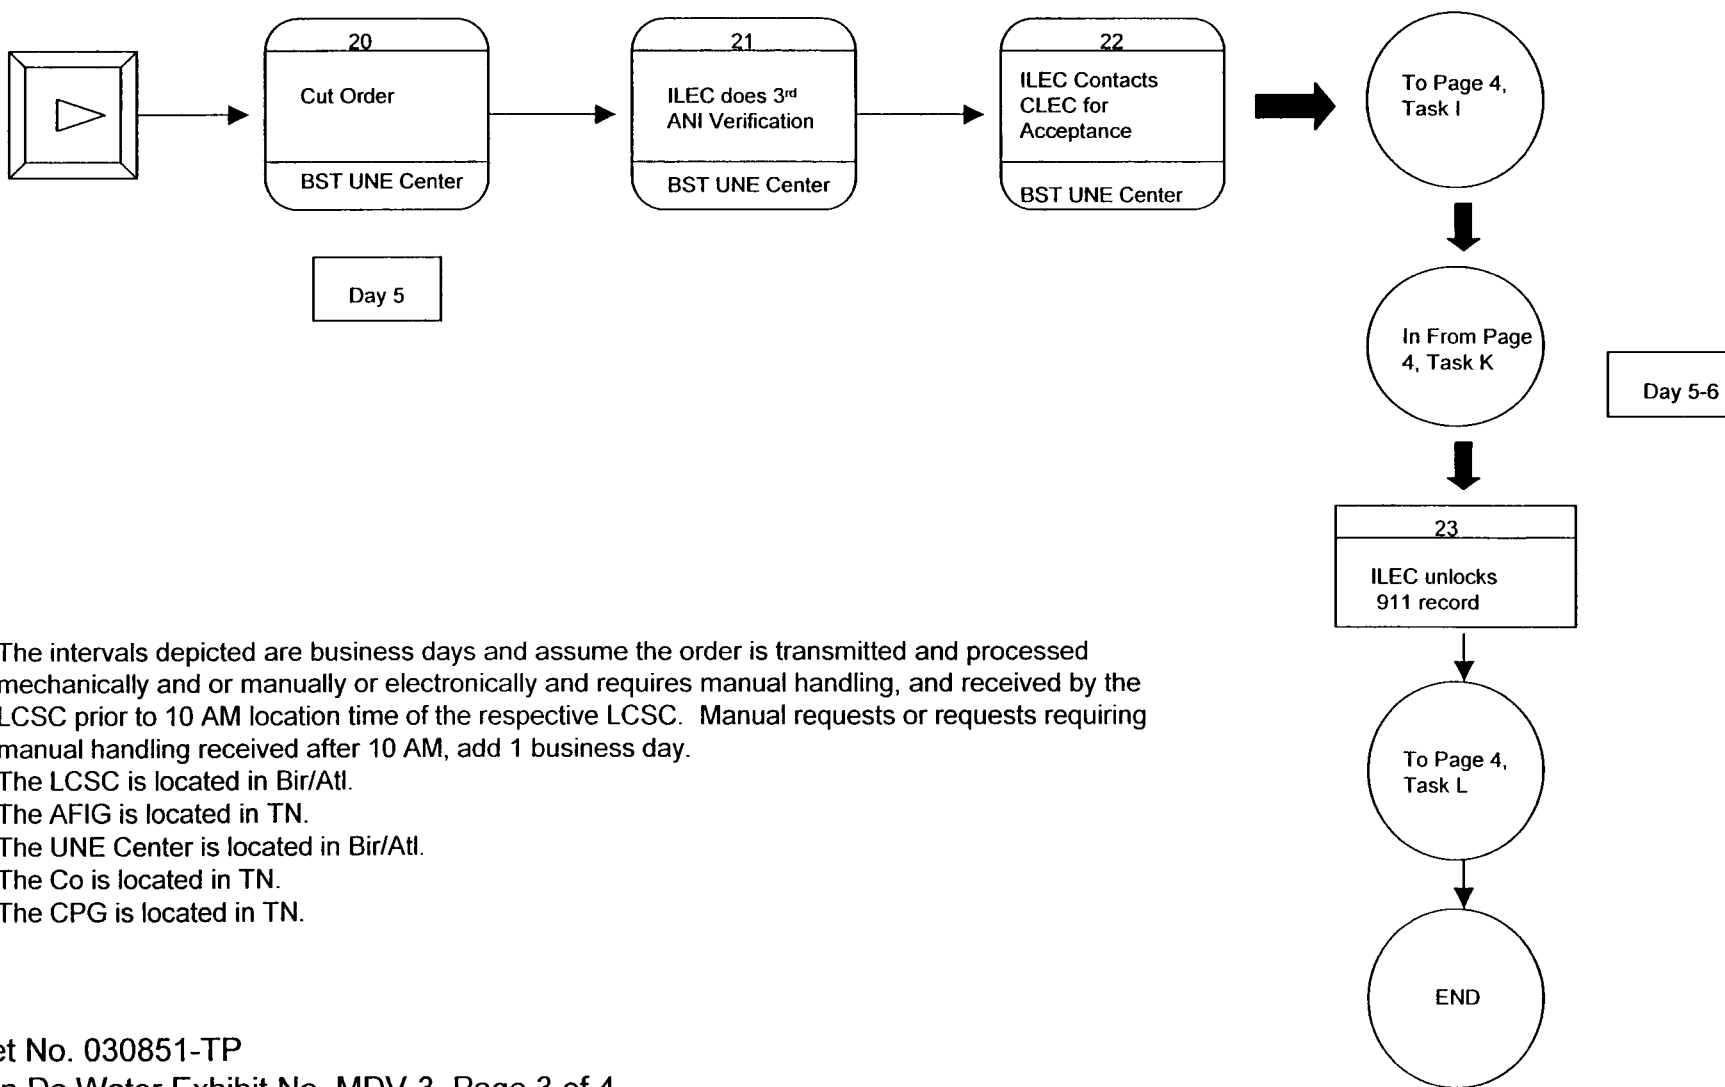 20
Cut Order
BST UNE Center
21
ILEC does 3rd
ANI Verification
BST UNE Center
22
ILEC Contacts
CLEC for
Acceptance
BST UNE Center
To Page 4,
Task I
Day 5
In From Page
4, Task K
Day 5-6
23
ILEC unlocks
911 record
The intervals depicted are business days and assume the order is transmitted and processed
mechanically and or manually or electronically and requires manual handling, and received by the
LCSC prior to 10 AM location time of the respective LCSC. Manual requests or requests requiring
manual handling received after 10 AM, add 1 business day.
The LCSC is located in Bir/Atl.
The AFIG is located in TN.
The UNE Center is located in Bir/Atl.
The Co is located in TN.
The CPG is located in TN.
To Page 4,
Task L
END
No. 030851-TP